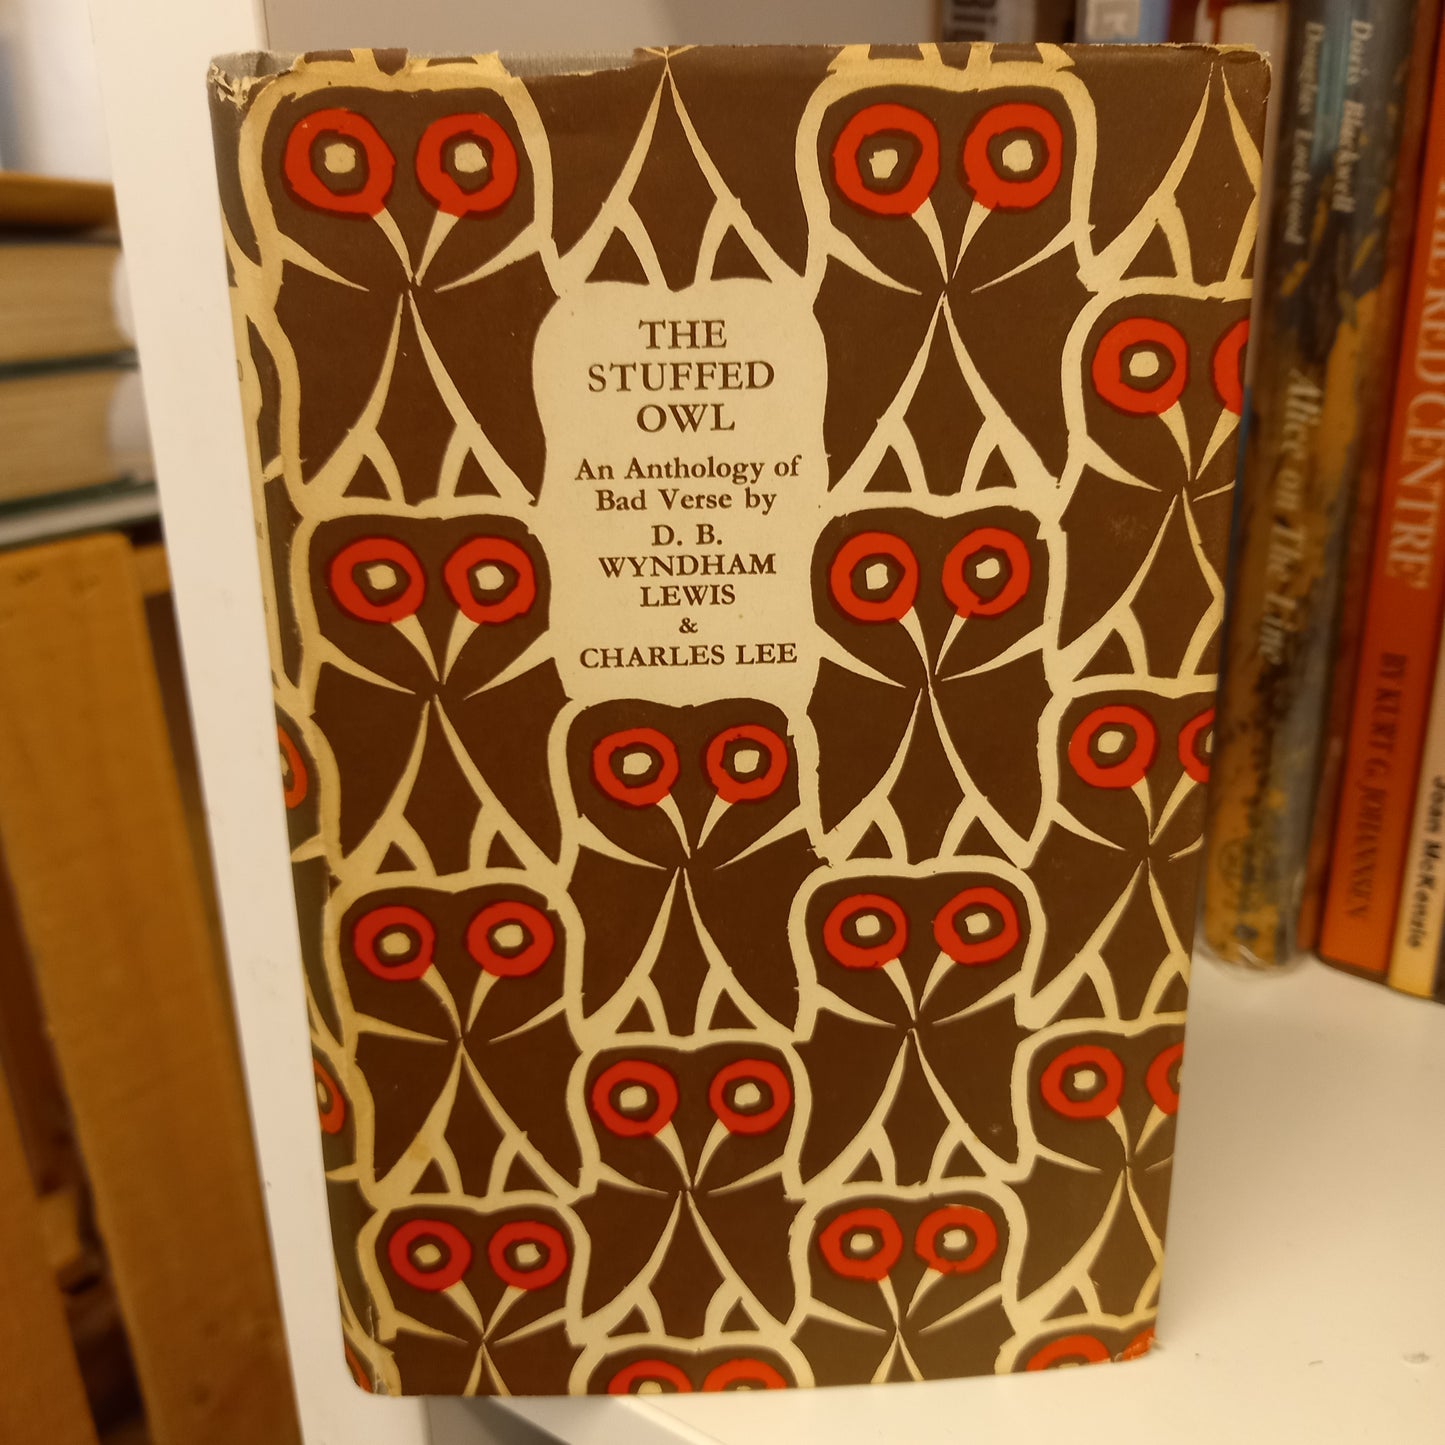 THE
STUFFED
OWL
An Anthology of
Bad Verse by
D. B.
WYNDHAM
LEWIS
&
CHARLES LEE
Doris Blackwell
Douglas Lockwood
Alice on The Line
RED CENTRE'
BY KURT G. JOHANNSEN
Joan McKenzie